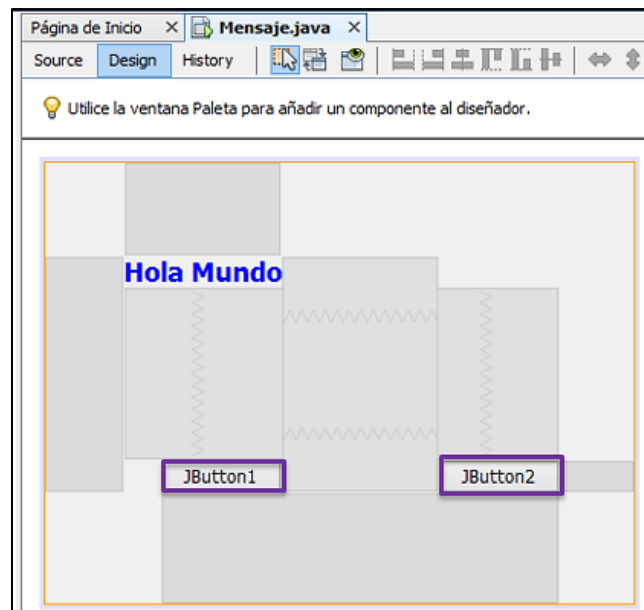 Página de Inicio Mensaje.java
Source Design History
Utilice la ventana Paleta para añadir un componente al diseñador.
Hola Mundo
JButton1 JButton2